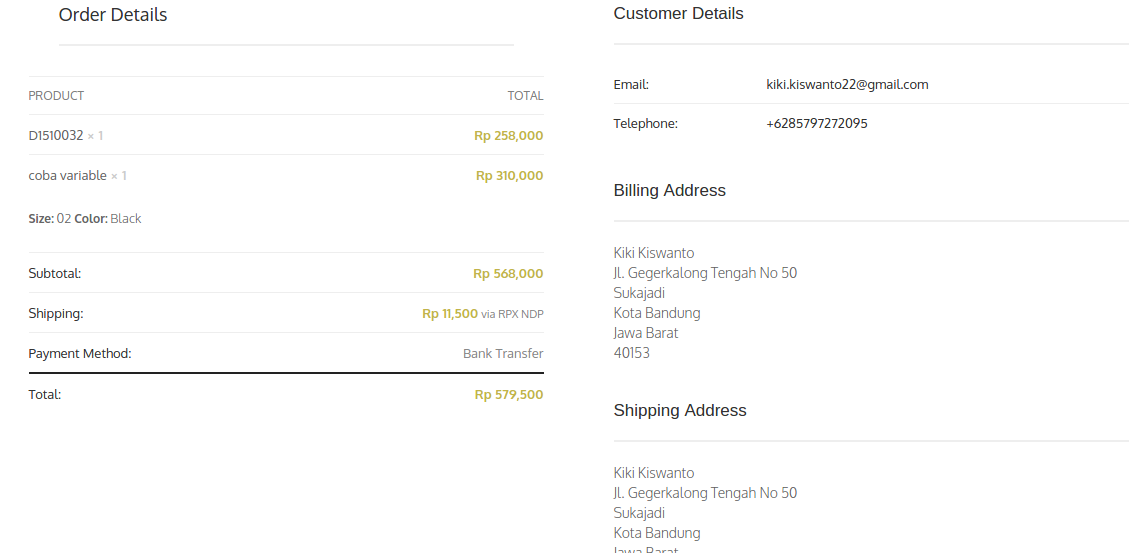 Order Details
PRODUCT TOTAL
D1510032 × 1 Rp 258,000
coba variable × 1 Rp 310,000
Size: 02 Color: Black
Subtotal: Rp 568,000
Shipping: Rp 11,500 via RPX NDP
Payment Method: Bank Transfer
Total: Rp 579,500
Customer Details
Email: kiki.kiswanto22@gmail.com
Telephone: +6285797272095
Billing Address
Kiki Kiswanto
Jl. Gegerkalong Tengah No 50
Sukajadi
Kota Bandung
Jawa Barat
40153
Shipping Address
Kiki Kiswanto
Jl. Gegerkalong Tengah No 50
Sukajadi
Kota Bandung
Jawa Barat